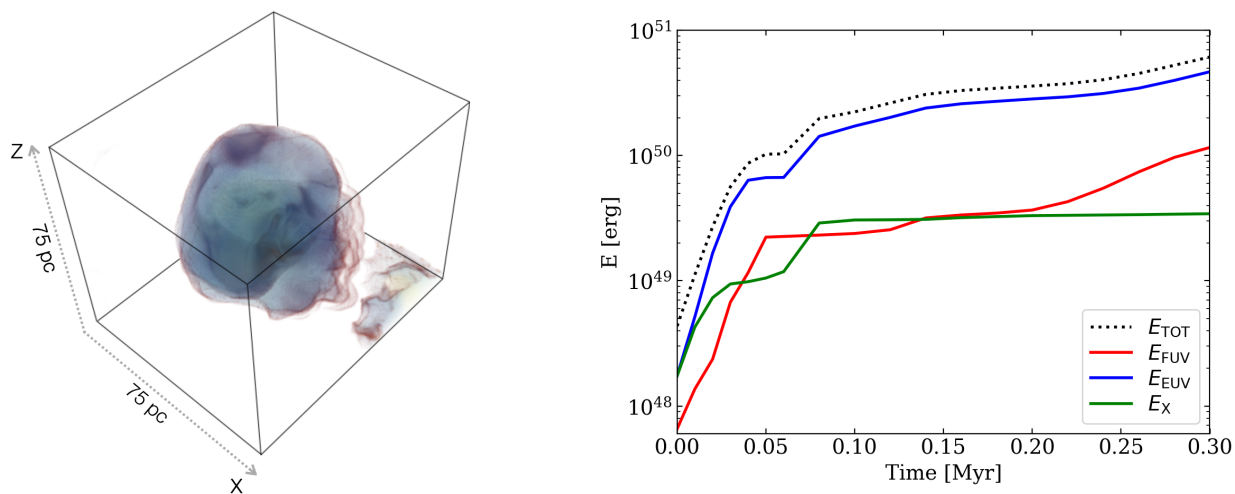 Z
75 pc
75 pc
X
E [erg]
10^51
10^50
10^49
10^48
E_TOT
E_FUV
E_EUV
E_X
0.00 0.05 0.10 0.15 0.20 0.25 0.30
Time [Myr]